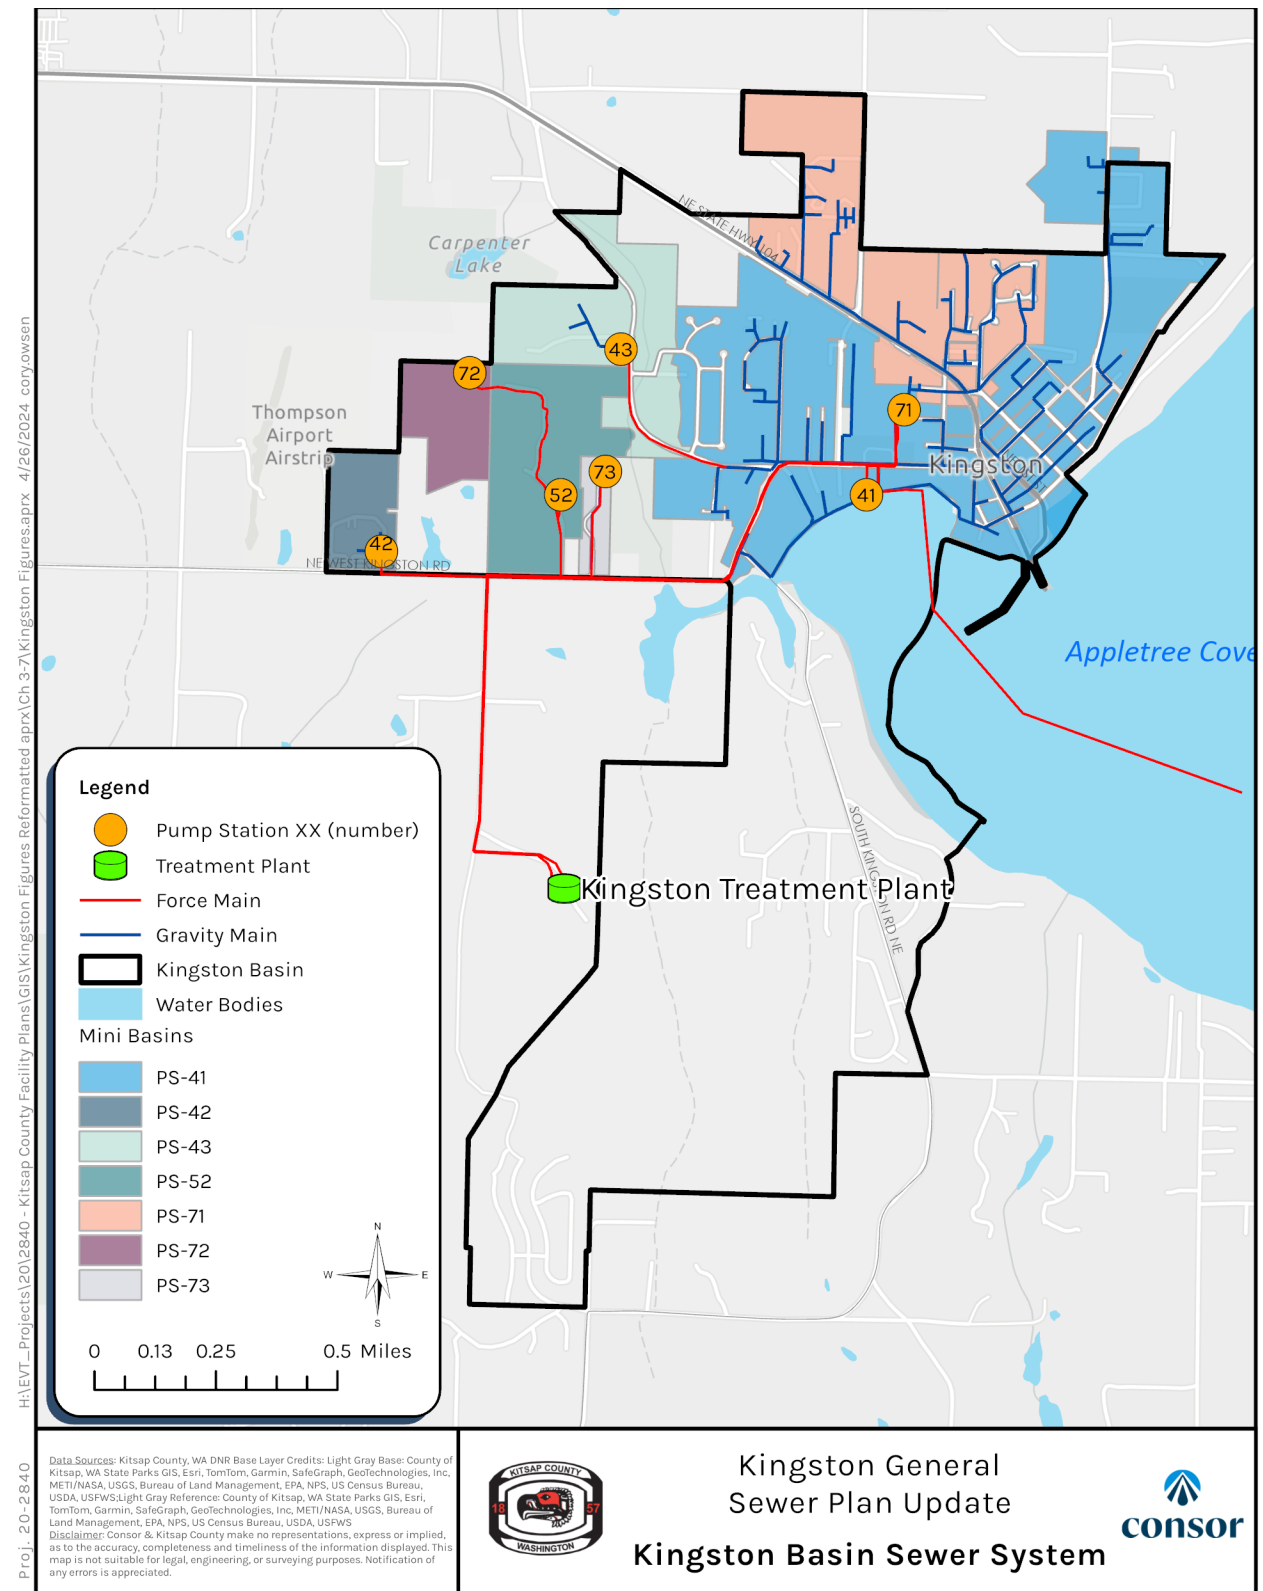 H:\EVT_Projects\20\2840 - Kitsap County Facility Plans\GIS\Kingston Figures Reformatted aprx\Ch 3-7\Kingston Figures.aprx 4/26/2024 cory.owsen
Proj. 20-2840
NE STATE HWY 104
Carpenter
Lake
43
72
Thompson
Airport
Airstrip
71
73
Kingston
52
41
42
NE WEST KINGSTON RD
Appletree Cove
SOUTH KINGSTON RD NE
Kingston Treatment Plant
Legend
Pump Station XX (number)
Treatment Plant
Force Main
Gravity Main
Kingston Basin
Water Bodies
Mini Basins
PS-41
PS-42
PS-43
PS-52
PS-71
PS-72
PS-73
N
W E
S
0 0.13 0.25 0.5 Miles
Data Sources: Kitsap County, WA DNR Base Layer Credits: Light Gray Base: County of
Kitsap, WA State Parks GIS, Esri, TomTom, Garmin, SafeGraph, GeoTechnologies, Inc,
METI/NASA, USGS, Bureau of Land Management, EPA, NPS, US Census Bureau,
USDA, USFWS;Light Gray Reference: County of Kitsap, WA State Parks GIS, Esri,
TomTom, Garmin, SafeGraph, GeoTechnologies, Inc, METI/NASA, USGS, Bureau of
Land Management, EPA, NPS, US Census Bureau, USDA, USFWS
Disclaimer: Consor & Kitsap County make no representations, express or implied,
as to the accuracy, completeness and timeliness of the information displayed. This
map is not suitable for legal, engineering, or surveying purposes. Notification of
any errors is appreciated.
KITSAP COUNTY
18 57
WASHINGTON
Kingston General
Sewer Plan Update
Kingston Basin Sewer System
consor